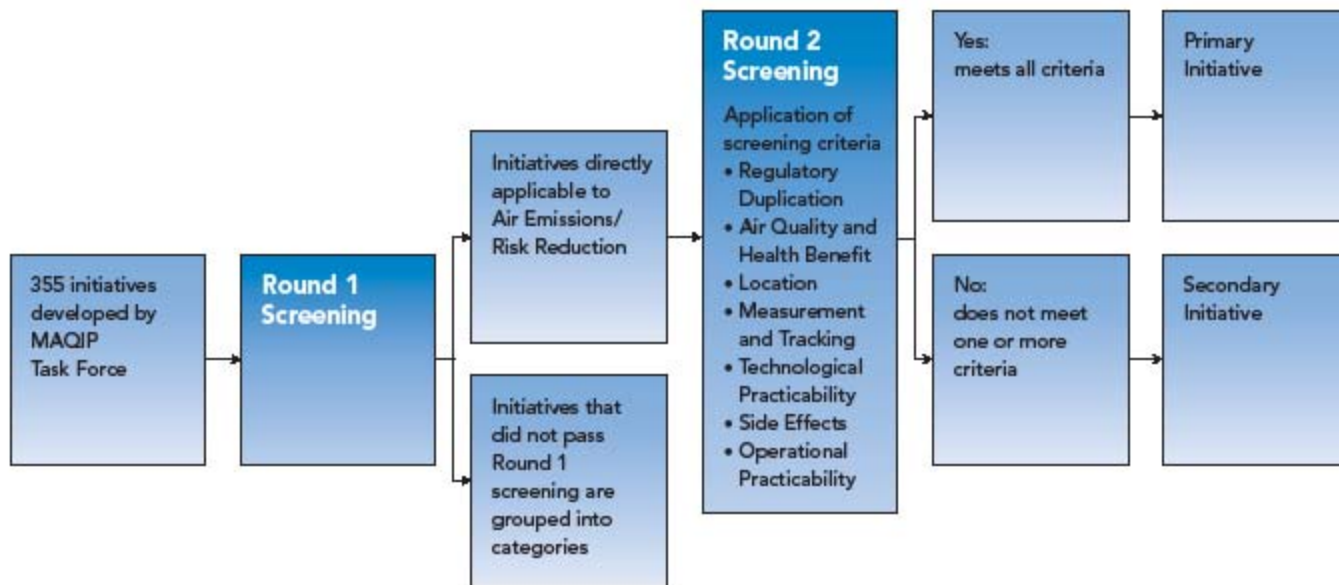 355 initiatives
developed by
MAQIP
Task Force
Round 1
Screening
Initiatives directly
applicable to
Air Emissions/
Risk Reduction
Initiatives that
did not pass
Round 1
screening are
grouped into
categories
Round 2
Screening
Application of
screening criteria
• Regulatory
Duplication
• Air Quality and
Health Benefit
• Location
• Measurement
and Tracking
• Technological
Practicability
• Side Effects
• Operational
Practicability
Yes:
meets all criteria
Primary
Initiative
No:
does not meet
one or more
criteria
Secondary
Initiative